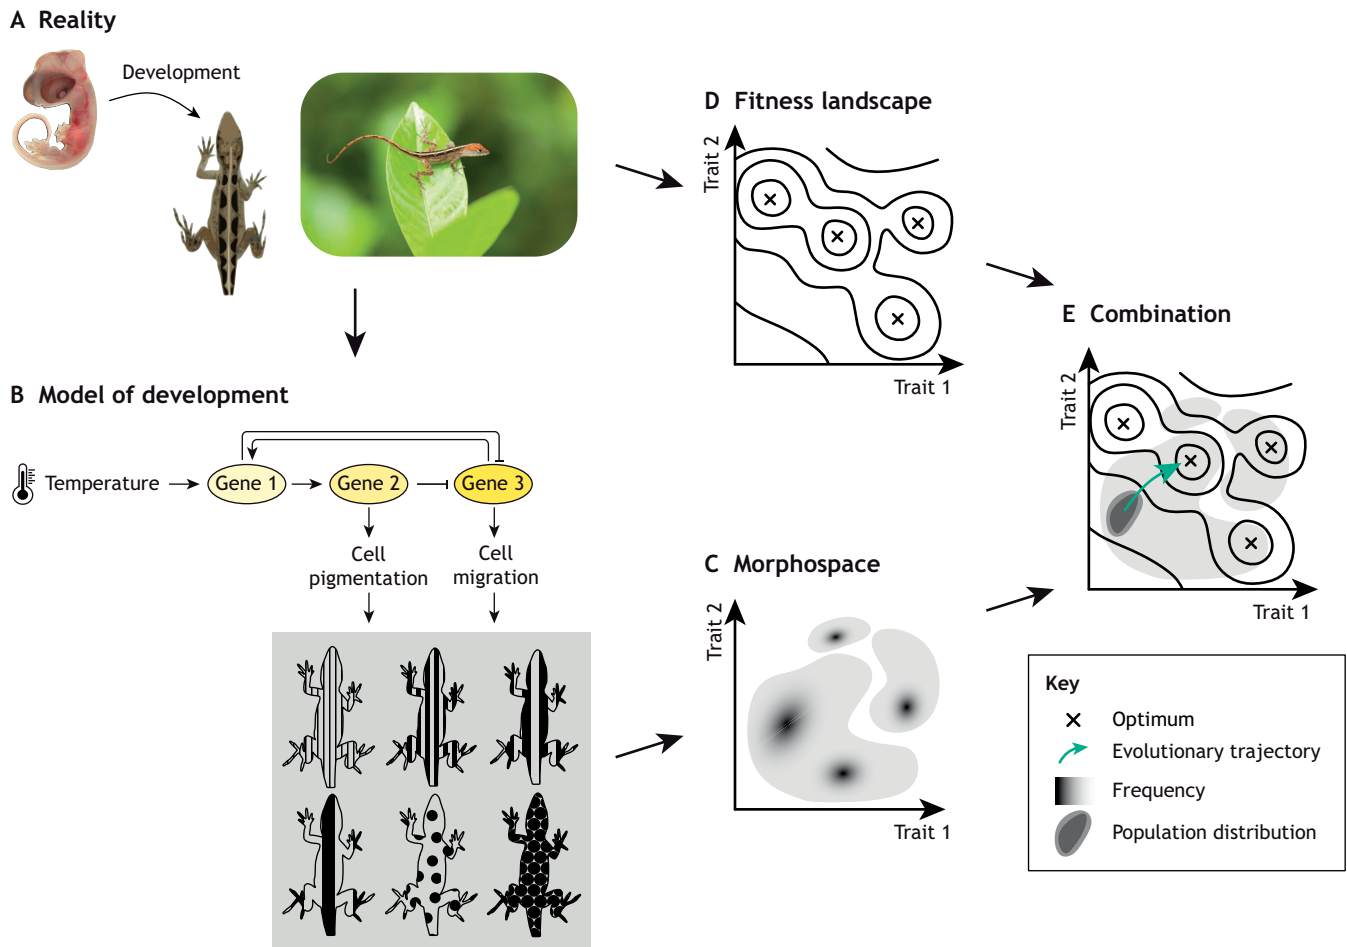 A Reality
Development
D Fitness landscape
Trait 2
Trait 1
B Model of development
Temperature
Gene 1
Gene 2
Gene 3
Cell
pigmentation
Cell
migration
C Morphospace
Trait 2
Trait 1
E Combination
Trait 2
Trait 1
Key
Optimum
Evolutionary trajectory
Frequency
Population distribution